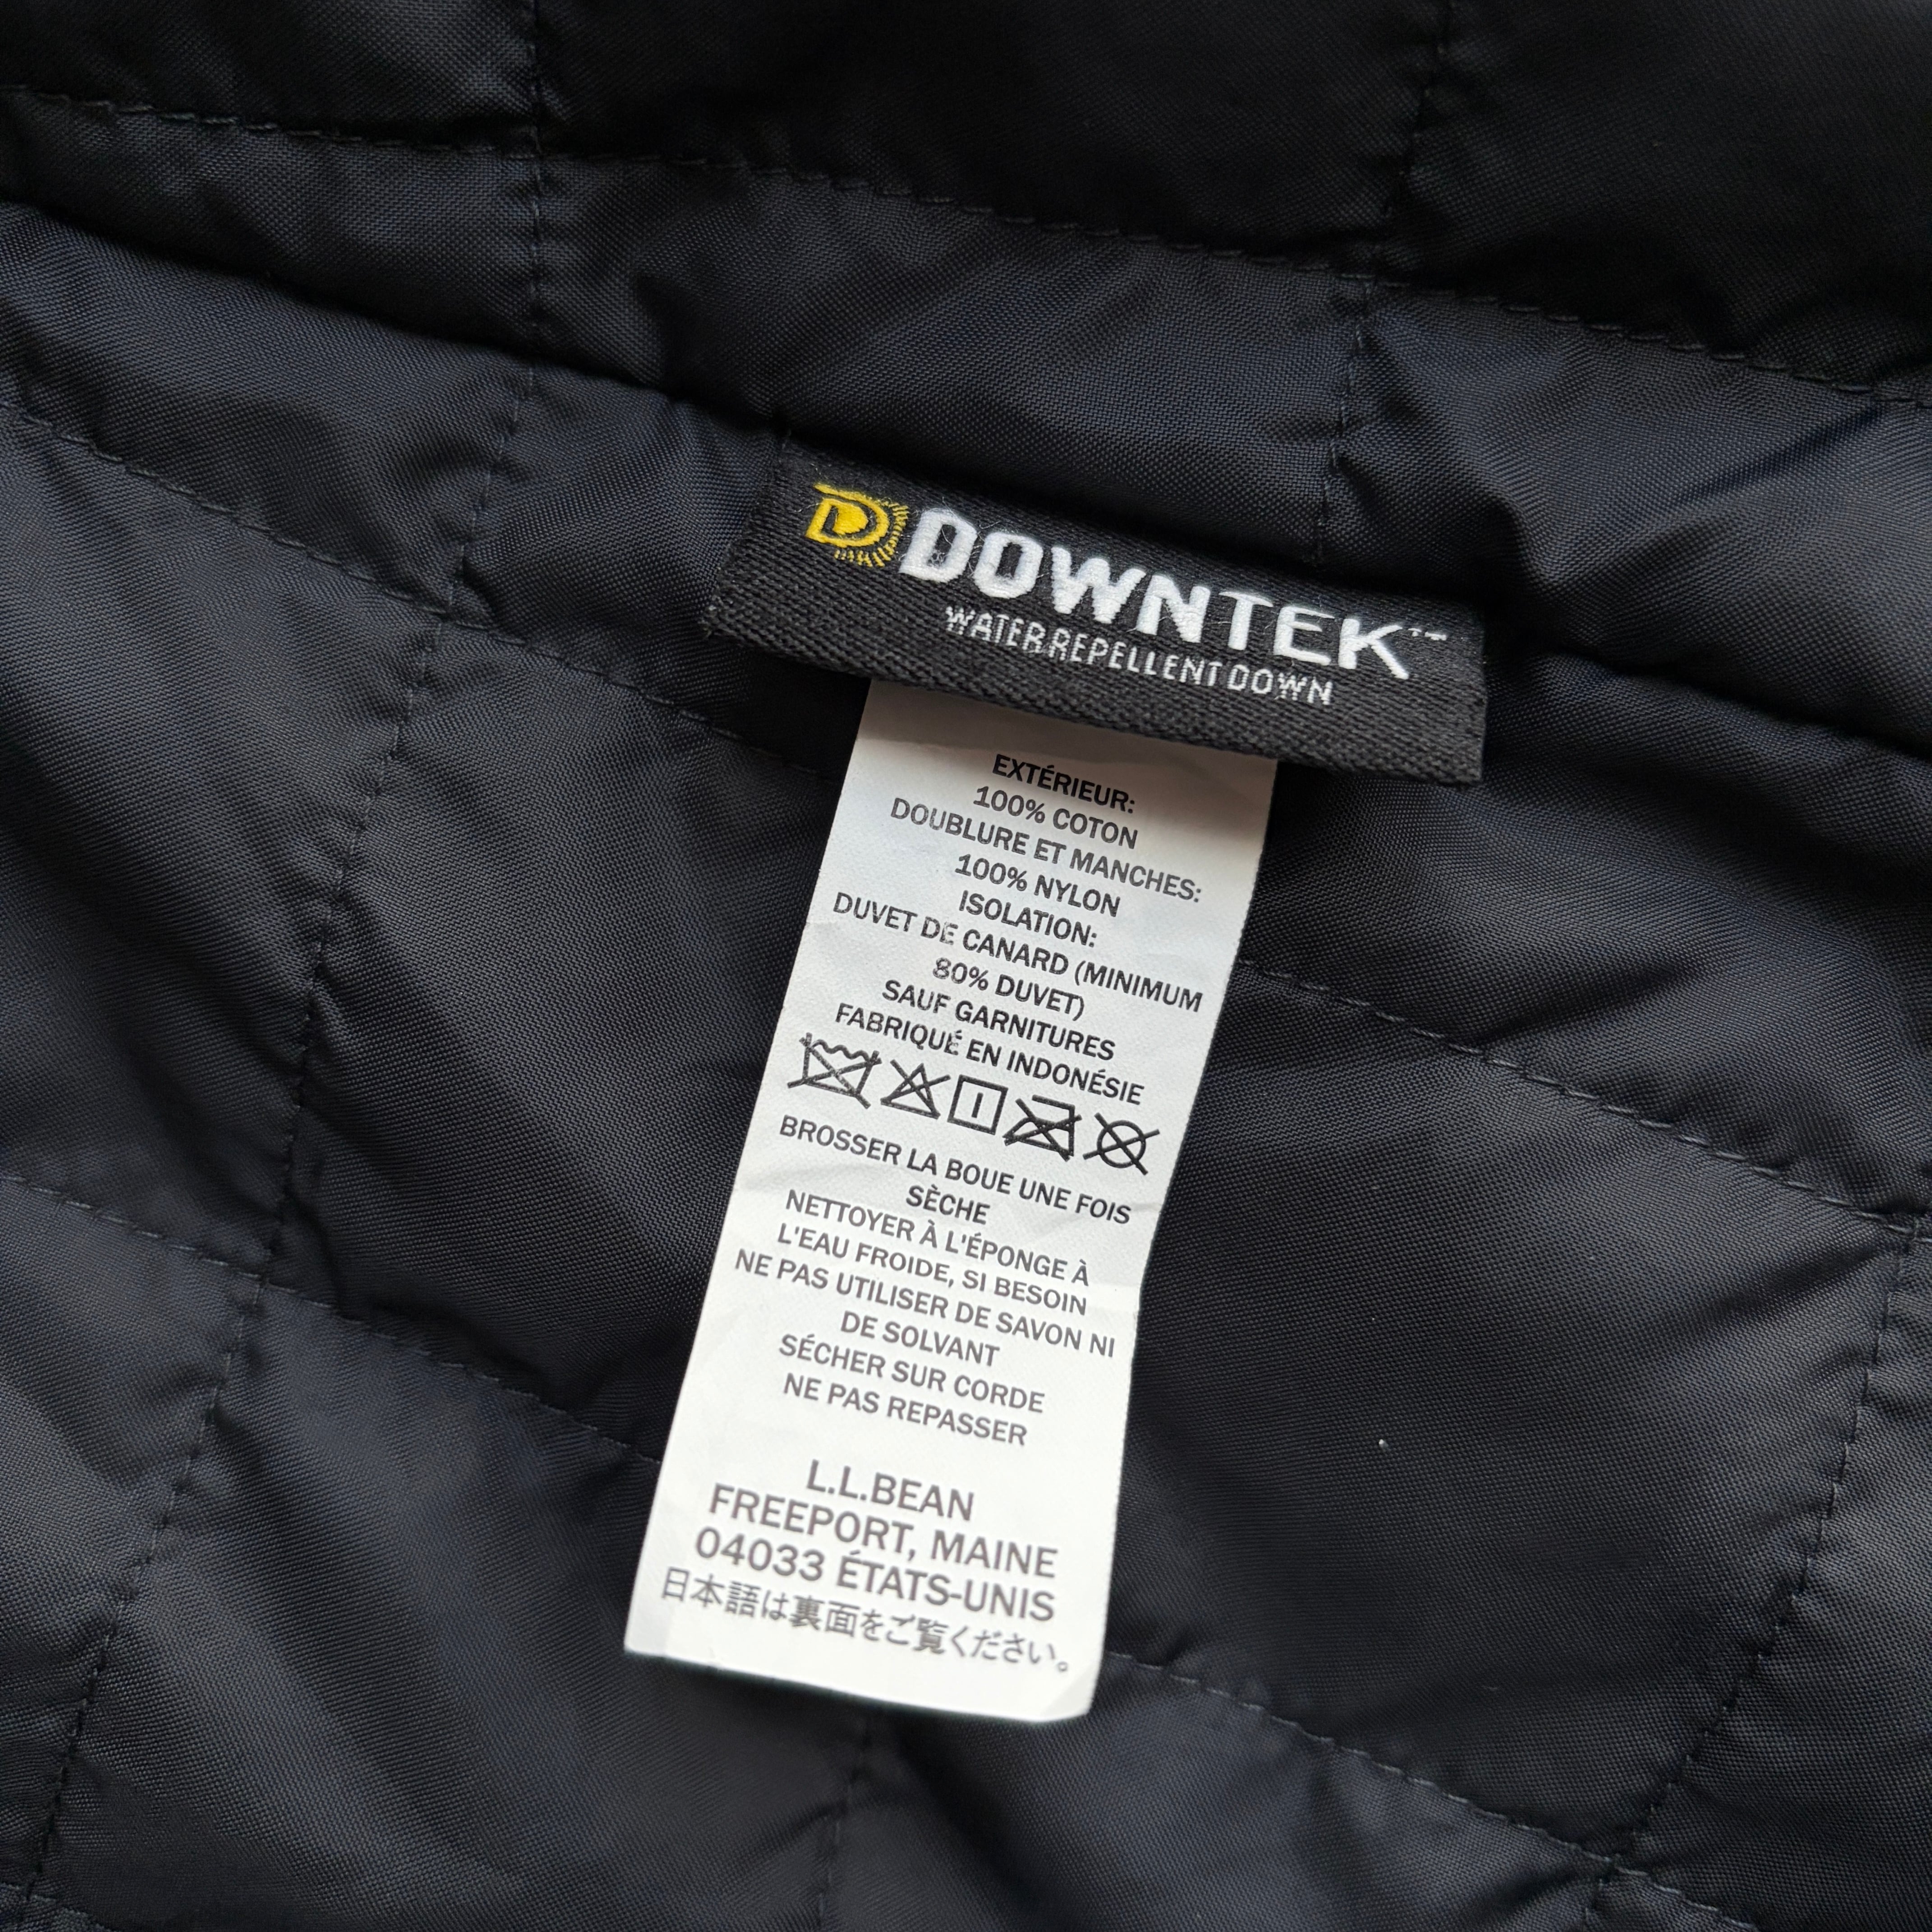 DOWNTEK™
WATER REPELLENT DOWN
EXTÉRIEUR:
100% COTON
DOUBLURE ET MANCHES:
100% NYLON
ISOLATION:
DUVET DE CANARD (MINIMUM
80% DUVET)
SAUF GARNITURES
FABRIQUÉ EN INDONÉSIE
BROSSER LA BOUE UNE FOIS
SÈCHE
NETTOYER À L'ÉPONGE À
L'EAU FROIDE, SI BESOIN
NE PAS UTILISER DE SAVON NI
DE SOLVANT
SÉCHER SUR CORDE
NE PAS REPASSER
L.L.BEAN
FREEPORT, MAINE
04033 ÉTATS-UNIS
日本語は裏面をご覧ください。